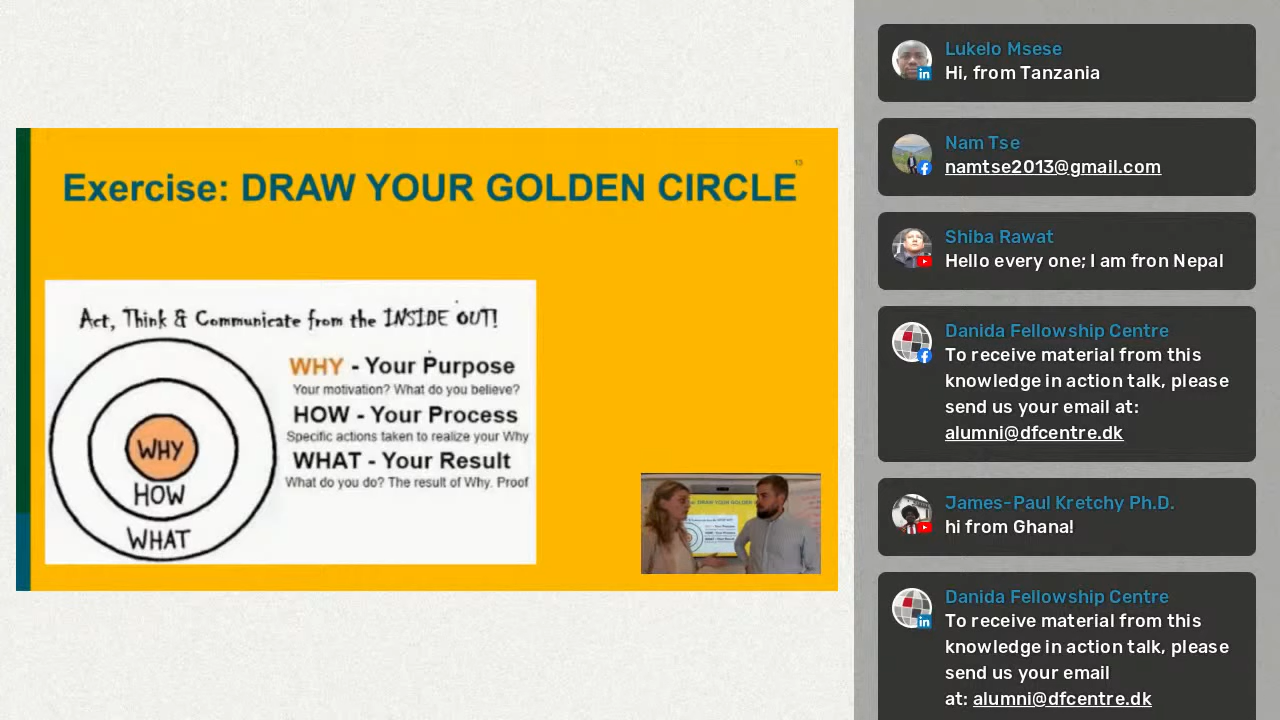 13
Exercise: DRAW YOUR GOLDEN CIRCLE
Act, Think & Communicate from the INSIDE OUT!
WHY - Your Purpose
Your motivation? What do you believe?
HOW - Your Process
Specific actions taken to realize your Why
WHAT - Your Result
What do you do? The result of Why. Proof
WHY
HOW
WHAT
Lukelo Msese
Hi, from Tanzania
Nam Tse
namtse2013@gmail.com
Shiba Rawat
Hello every one; I am fron Nepal
Danida Fellowship Centre
To receive material from this
knowledge in action talk, please
send us your email at:
alumni@dfcentre.dk
James-Paul Kretchy Ph.D.
hi from Ghana!
Danida Fellowship Centre
To receive material from this
knowledge in action talk, please
send us your email
at: alumni@dfcentre.dk